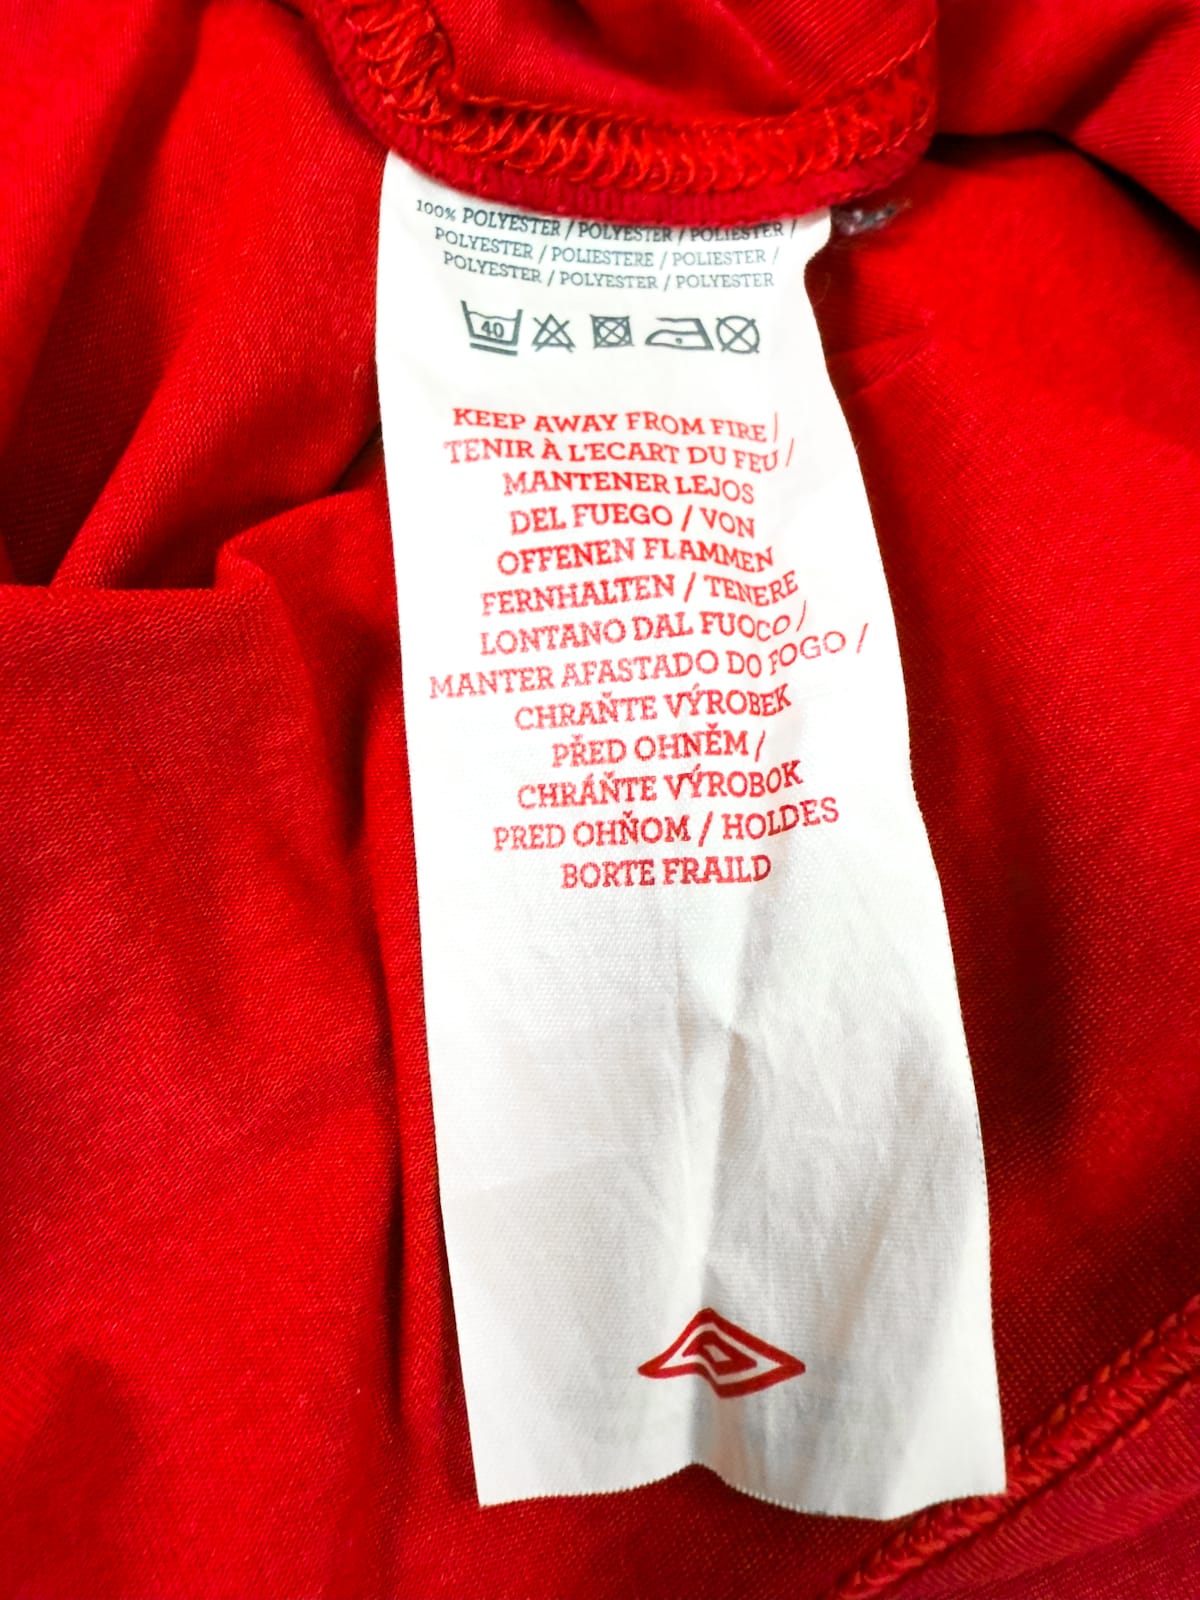 100% POLYESTER / POLYESTER / POLIESTER /
POLYESTER / POLIESTERE / POLIESTER /
POLYESTER / POLYESTER / POLYESTER
40
KEEP AWAY FROM FIRE /
TENIR À L'ECART DU FEU /
MANTENER LEJOS
DEL FUEGO / VON
OFFENEN FLAMMEN
FERNHALTEN / TENERE
LONTANO DAL FUOCO /
MANTER AFASTADO DO FOGO /
CHRAŇTE VÝROBEK
PŘED OHNĚM /
CHRÁŇTE VÝROBOK
PRED OHŇOM / HOLDES
BORTE FRAILD